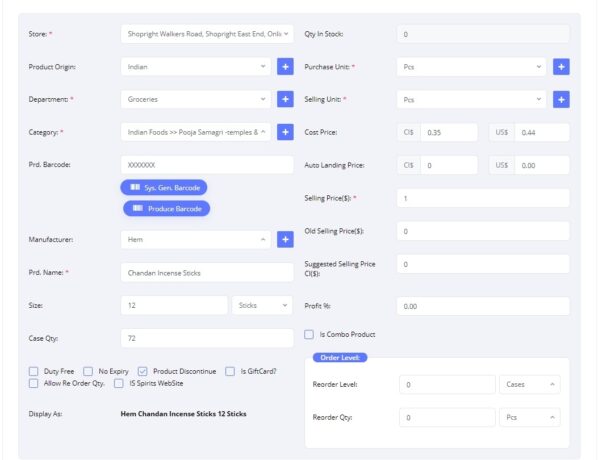 Store: *
Shopright Walkers Road, Shopright East End, Onli
Product Origin:
Indian
+
Department: *
Groceries
+
Category: *
Indian Foods >> Pooja Samagri -temples &
+
Prd. Barcode:
XXXXXXX
Sys. Gen. Barcode
Produce Barcode
Manufacturer:
Hem
+
Prd. Name: *
Chandan Incense Sticks
Size:
12
Sticks
Case Qty:
72
Duty Free
No Expiry
Product Discontinue
Is GiftCard?
Allow Re Order Qty.
IS Spirits WebSite
Display As:
Hem Chandan Incense Sticks 12 Sticks
Qty In Stock:
0
Purchase Unit: *
Pcs
+
Selling Unit: *
Pcs
+
Cost Price:
CI$
0.35
US$
0.44
Auto Landing Price:
CI$
0
US$
0.00
Selling Price($): *
1
Old Selling Price($):
0
Suggested Selling Price
CI($):
0
Profit %:
0.00
Is Combo Product
Order Level:
Reorder Level:
0
Cases
Reorder Qty:
0
Pcs